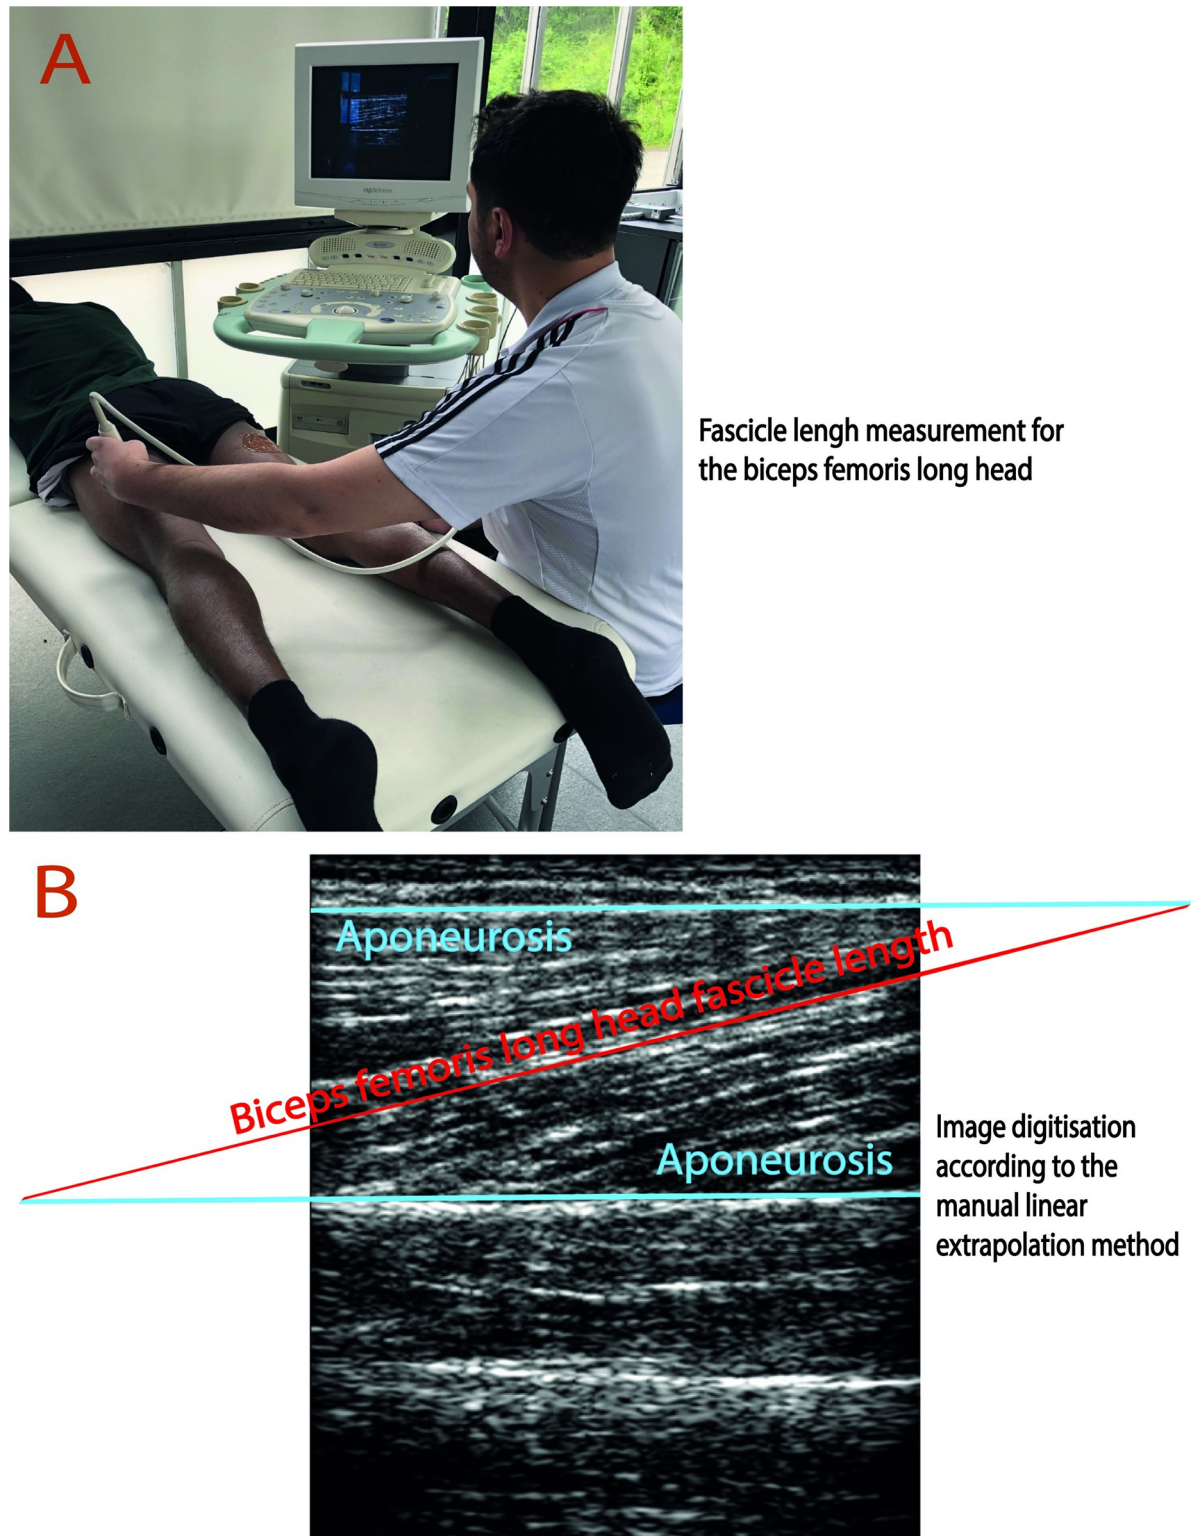 A
Fascicle lengh measurement for
the biceps femoris long head
B
Aponeurosis
Biceps femoris long head fascicle length
Aponeurosis
Image digitisation
according to the
manual linear
extrapolation method